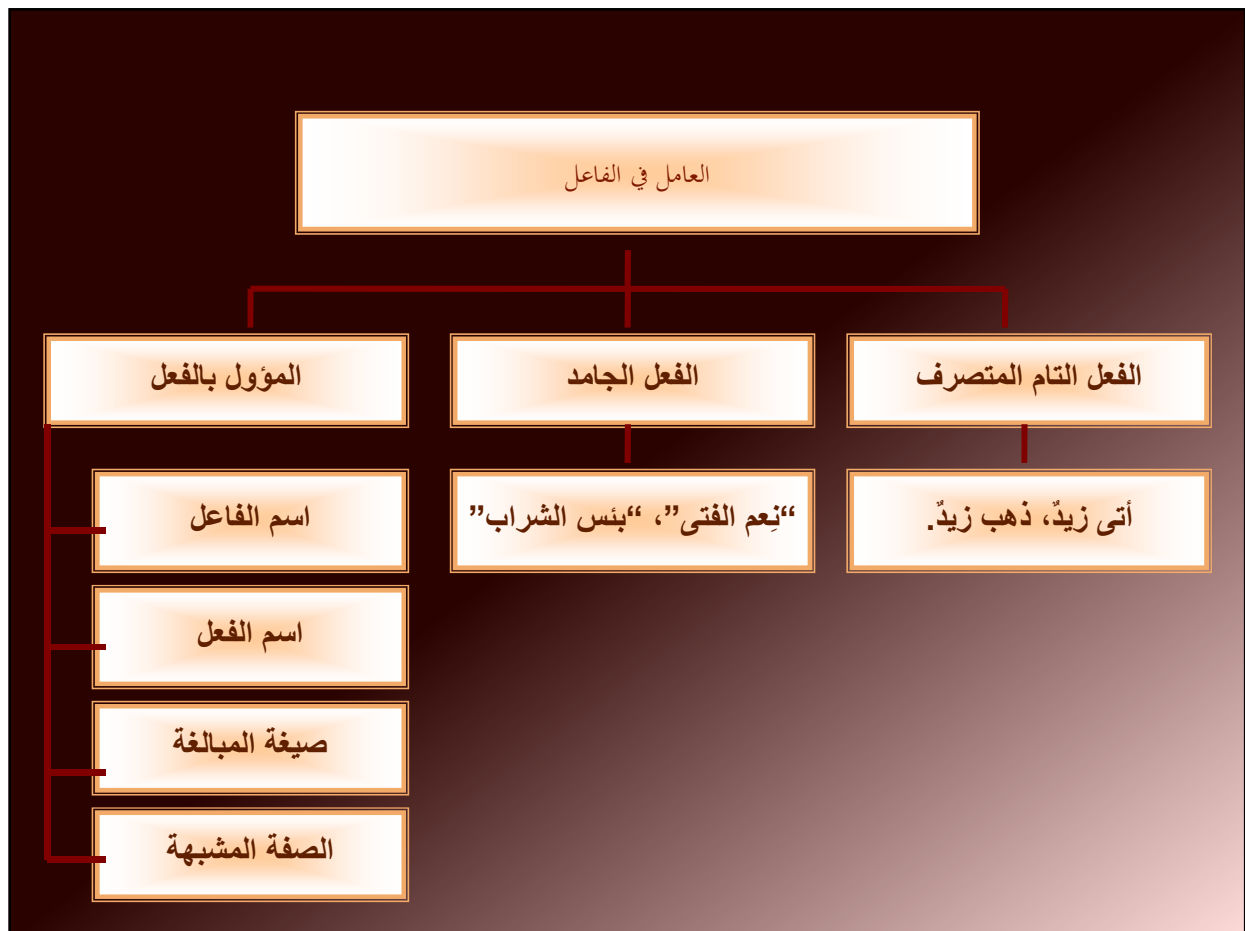 العامل في الفاعل
الفعل التام المتصرف
الفعل الجامد
المؤول بالفعل
أتى زيدٌ، ذهب زيدٌ.
“نِعم الفتى”، “بئس الشراب”
اسم الفاعل
اسم الفعل
صيغة المبالغة
الصفة المشبهة